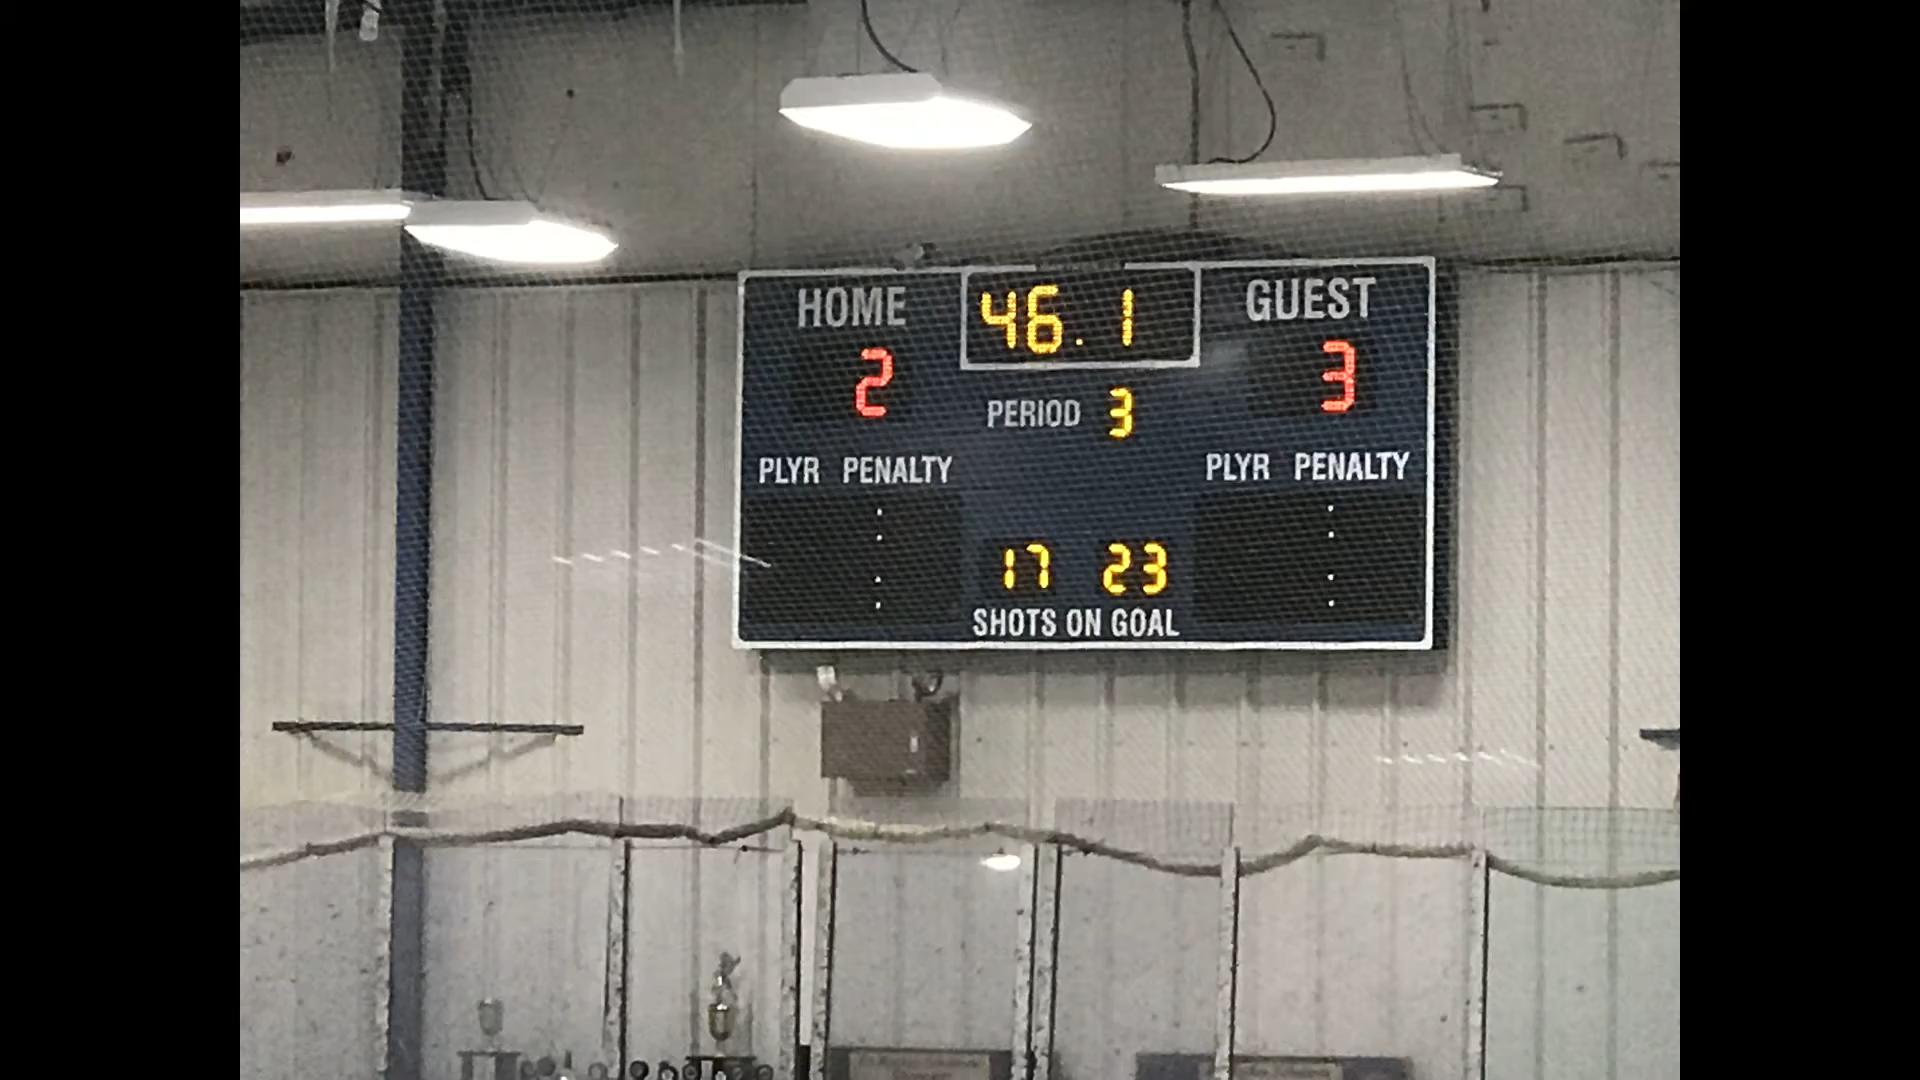 HOME 46.1 GUEST
2 3
PERIOD 3
PLYR PENALTY PLYR PENALTY
17 23
SHOTS ON GOAL